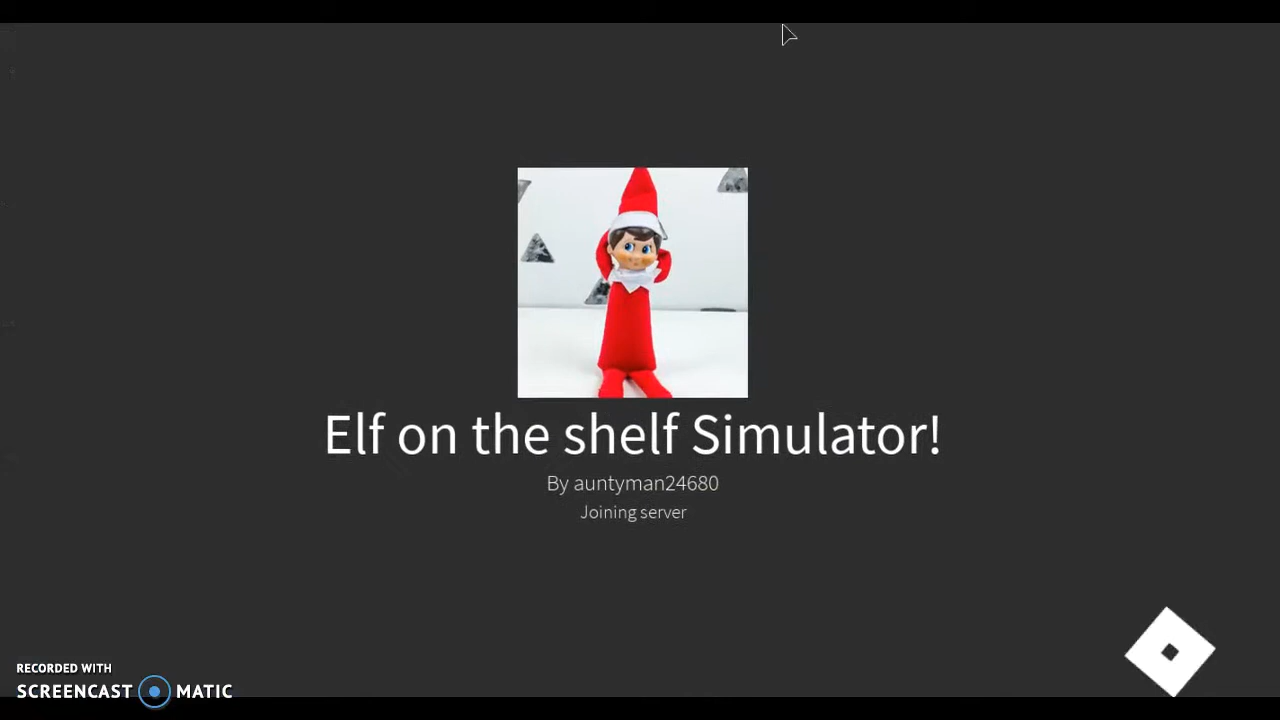 Elf on the shelf Simulator!
By auntyman24680
Joining server
RECORDED WITH
SCREENCAST MATIC